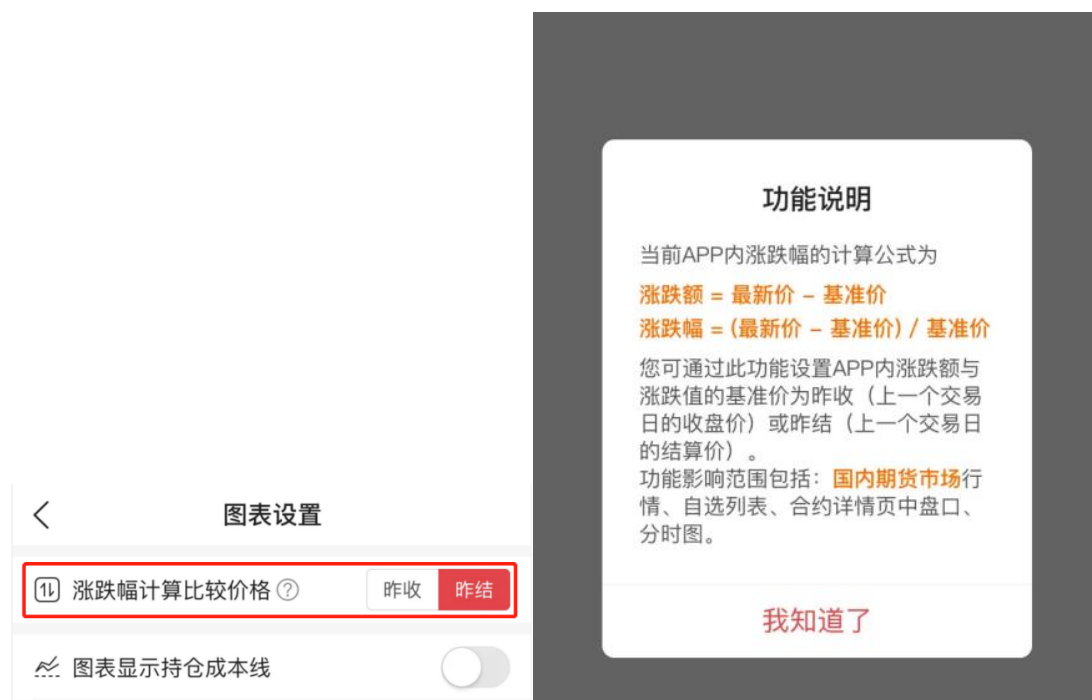 图表设置
涨跌幅计算比较价格 ? 昨收 昨结
图表显示持仓成本线
功能说明
当前APP内涨跌幅的计算公式为
涨跌额 = 最新价 - 基准价
涨跌幅 = (最新价 - 基准价) / 基准价
您可通过此功能设置APP内涨跌额与
涨跌值的基准价为昨收（上一个交易
日的收盘价）或昨结（上一个交易日
的结算价）。
功能影响范围包括：国内期货市场行
情、自选列表、合约详情页中盘口、
分时图。
我知道了